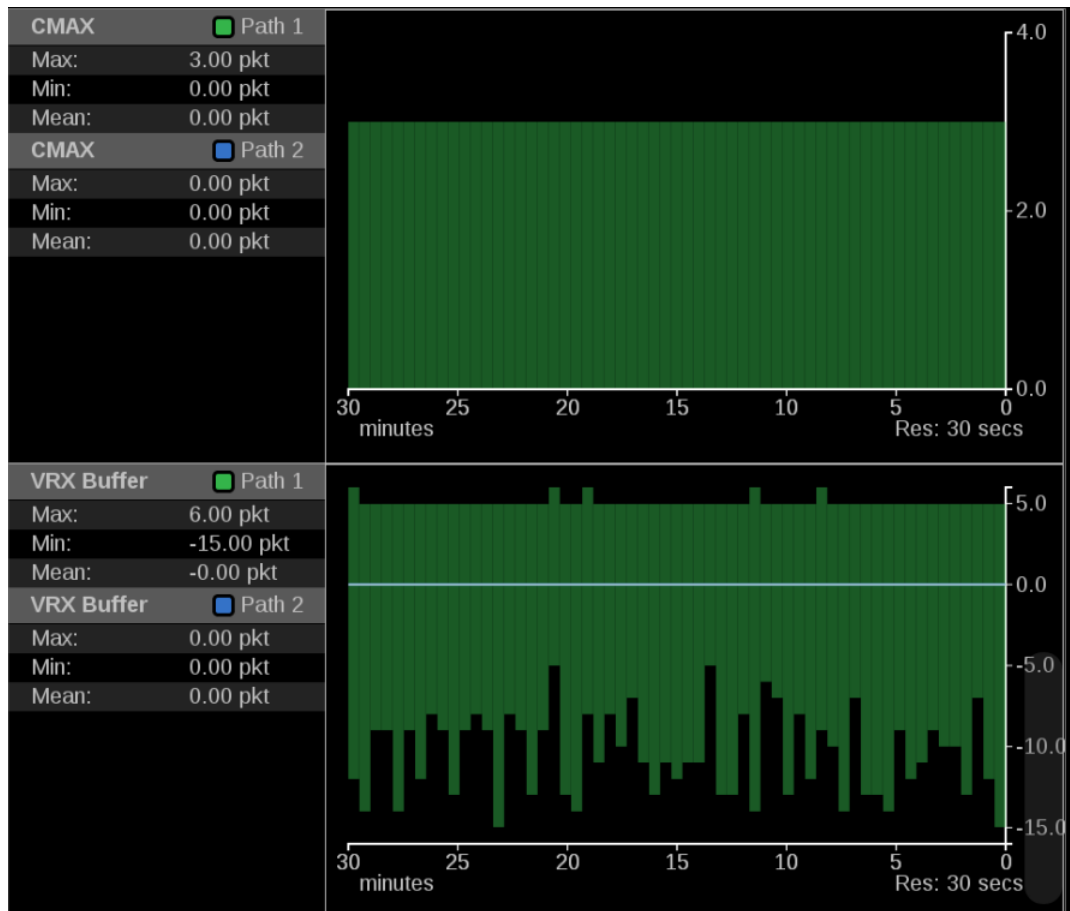 CMAX Path 1
Max: 3.00 pkt
Min: 0.00 pkt
Mean: 0.00 pkt
CMAX Path 2
Max: 0.00 pkt
Min: 0.00 pkt
Mean: 0.00 pkt
4.0
2.0
0.0
30 25 20 15 10 5 0
minutes Res: 30 secs
VRX Buffer Path 1
Max: 6.00 pkt
Min: -15.00 pkt
Mean: -0.00 pkt
VRX Buffer Path 2
Max: 0.00 pkt
Min: 0.00 pkt
Mean: 0.00 pkt
5.0
0.0
-5.0
-10.0
-15.0
30 25 20 15 10 5 0
minutes Res: 30 secs